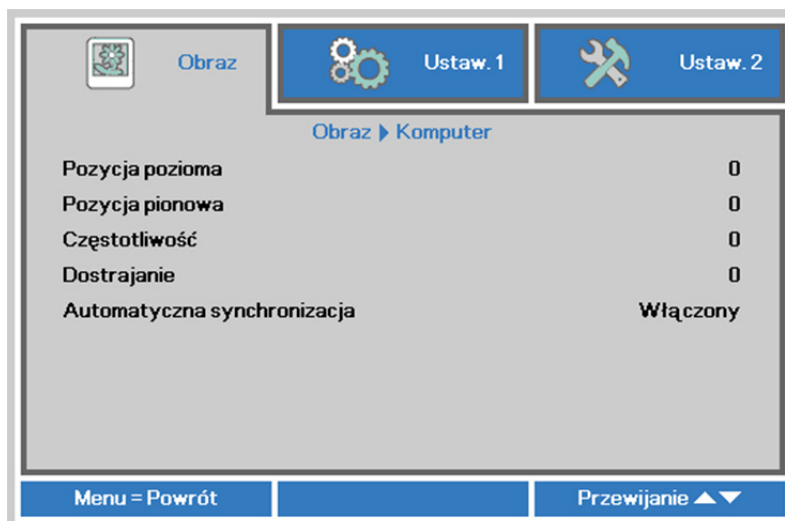 Obraz Ustaw. 1 Ustaw. 2
Obraz ▶ Komputer
Pozycja pozioma 0
Pozycja pionowa 0
Częstotliwość 0
Dostrajanie 0
Automatyczna synchronizacja Włączony
Menu = Powrót Przewijanie ▲▼